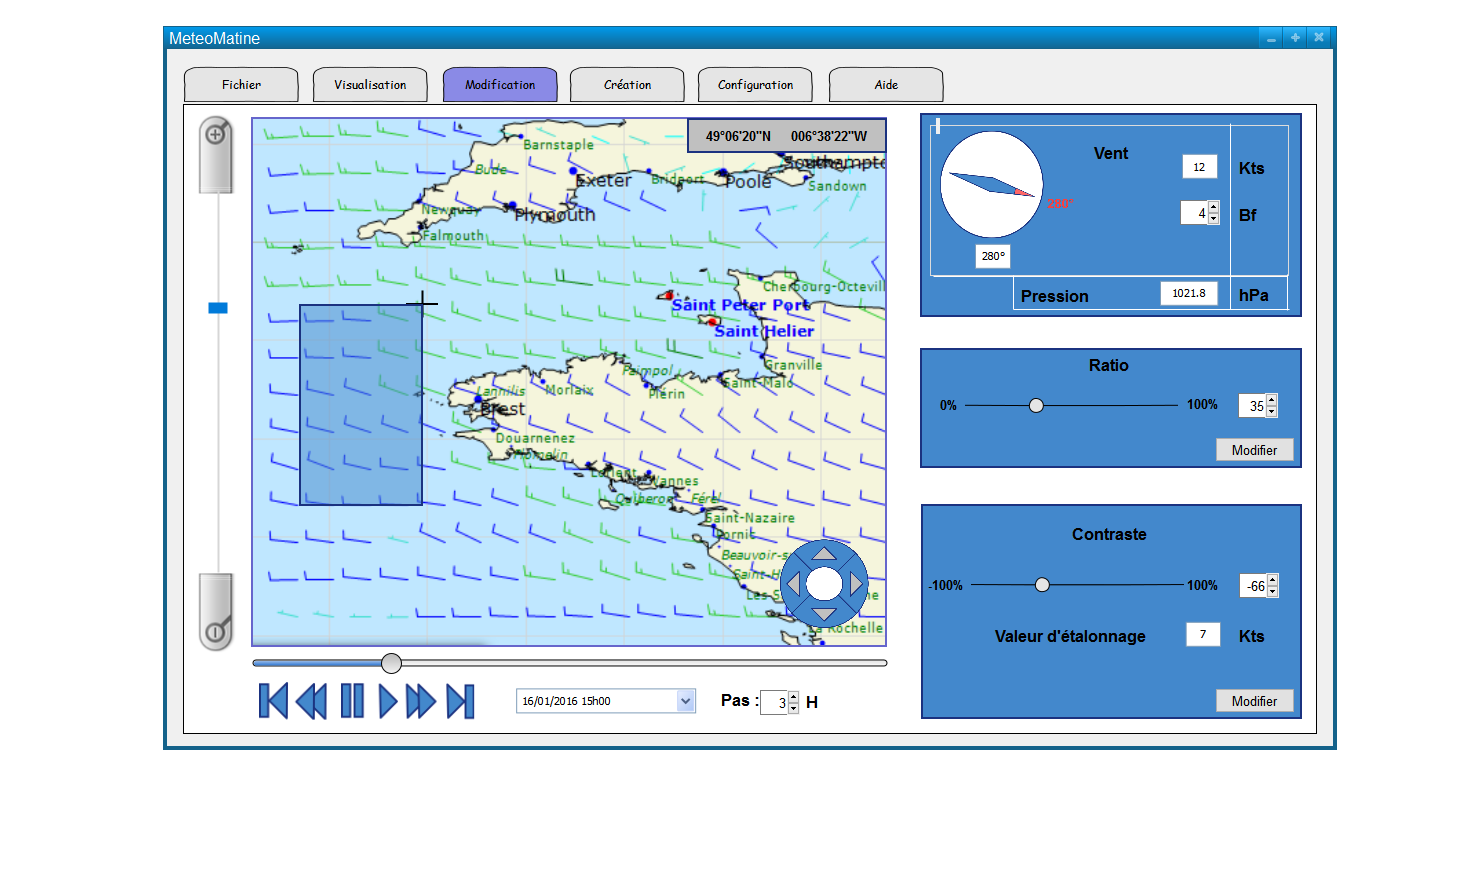 MeteoMatine
Fichier
Visualisation
Modification
Création
Configuration
Aide
49°06'20"N 006°38'22"W
Barnstaple
Bude
Exeter
Bridport
Poole
Sandown
Newquay
Plymouth
Falmouth
Cherbourg-Octevill
Saint Peter Port
Saint Helier
Granville
Paimpol
Saint-Malo
Lannilis
Morlaix
Plérin
Brest
Douarnenez
Lorient
Vannes
Quiberon
Férel
Saint-Nazaire
Pornic
Beauvoir-s
Saint-H
Les S
ne
La Rochelle
16/01/2016 15h00
Pas :
3
H
Vent
12
Kts
280°
4
Bf
280°
Pression
1021.8
hPa
Ratio
0%
100%
35
Modifier
Contraste
-100%
100%
-66
Valeur d'étalonnage
7
Kts
Modifier